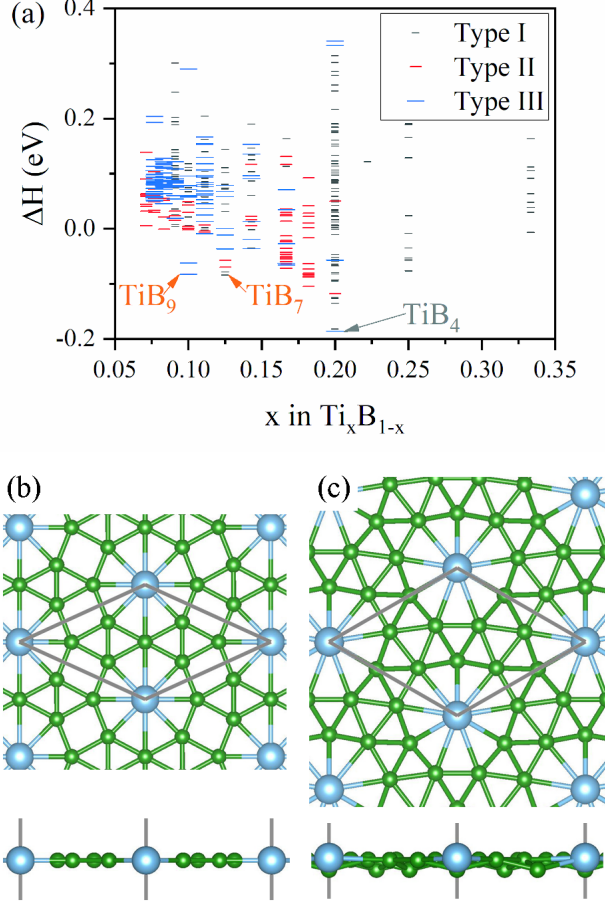 (a)
0.4
Type I
Type II
Type III
0.2
ΔH (eV)
0.0
TiB9
TiB7
TiB4
-0.2
0.05 0.10 0.15 0.20 0.25 0.30 0.35
x in TixB1-x
(b)
(c)